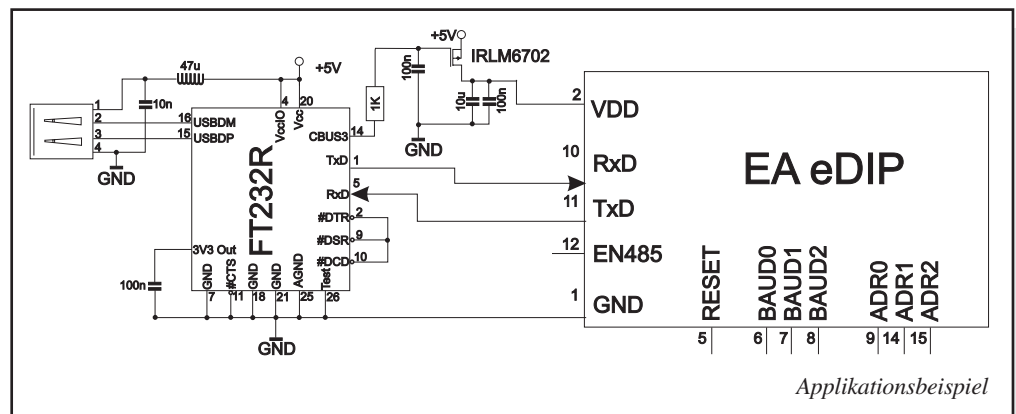 47u
+5V
10n
1
2
3
4
GND
16 USBDM
15 USBDP
4
20
VccIO
Vcc
FT232R
CBUS3 14
TxD 1
RxD 5
#DTR 2
#DSR 9
#DCD 10
3V3 Out
100n
GND
#CTS
GND
GND
AGND
Test
7
11
18
21
25
26
GND
1K
+5V
IRLM6702
100n
10u
100n
GND
EA eDIP
2 VDD
10 RxD
11 TxD
12 EN485
1 GND
RESET
BAUD0
BAUD1
BAUD2
ADR0
ADR1
ADR2
5
6
7
8
9
14
15
Applikationsbeispiel